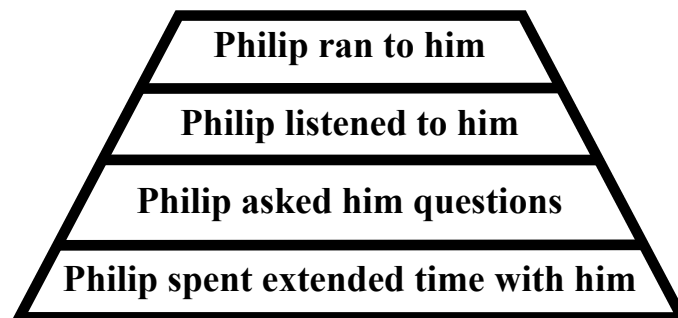 Philip ran to him
Philip listened to him
Philip asked him questions
Philip spent extended time with him